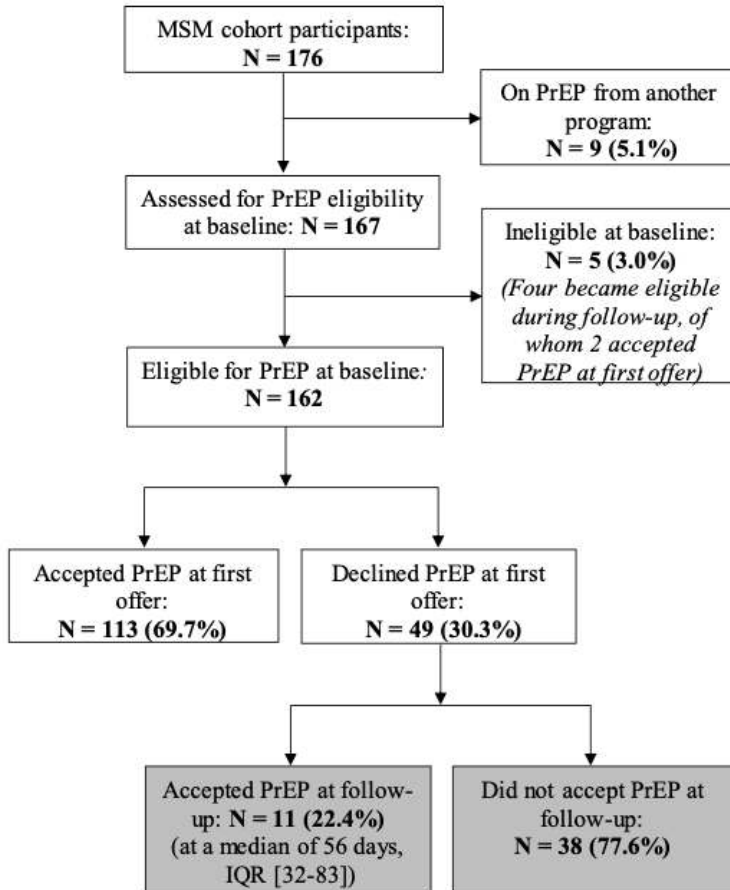 MSM cohort participants:
N = 176
On PrEP from another
program:
N = 9 (5.1%)
Assessed for PrEP eligibility
at baseline: N = 167
Ineligible at baseline:
N = 5 (3.0%)
(Four became eligible
during follow-up, of
whom 2 accepted
PrEP at first offer)
Eligible for PrEP at baseline:
N = 162
Accepted PrEP at first
offer:
N = 113 (69.7%)
Declined PrEP at first
offer:
N = 49 (30.3%)
Accepted PrEP at follow-
up: N = 11 (22.4%)
(at a median of 56 days,
IQR [32-83])
Did not accept PrEP at
follow-up:
N = 38 (77.6%)